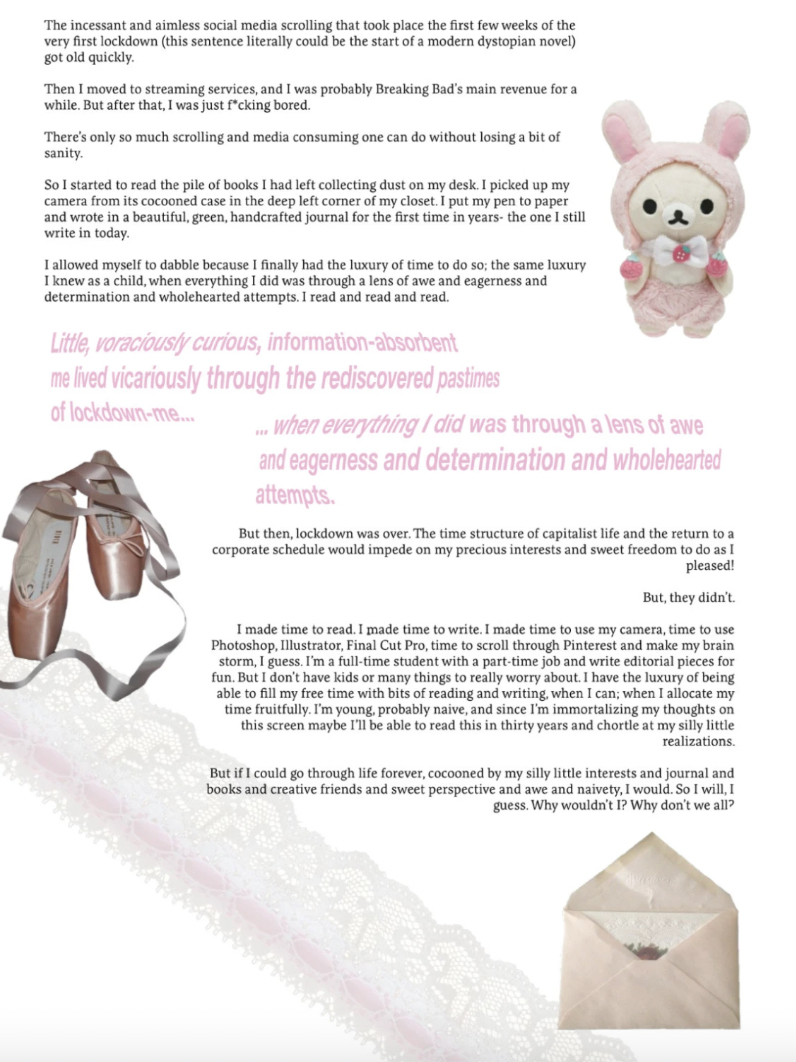 The incessant and aimless social media scrolling that took place the first few weeks of the
very first lockdown (this sentence literally could be the start of a modern dystopian novel)
got old quickly.
Then I moved to streaming services, and I was probably Breaking Bad's main revenue for a
while. But after that, I was just f*cking bored.
There's only so much scrolling and media consuming one can do without losing a bit of
sanity.
So I started to read the pile of books I had left collecting dust on my desk. I picked up my
camera from its cocooned case in the deep left corner of my closet. I put my pen to paper
and wrote in a beautiful, green, handcrafted journal for the first time in years- the one I still
write in today.
I allowed myself to dabble because I finally had the luxury of time to do so; the same luxury
I knew as a child, when everything I did was through a lens of awe and eagerness and
determination and wholehearted attempts. I read and read and read.
Little, voraciously curious, information-absorbent
me lived vicariously through the rediscovered pastimes
of lockdown-me...
... when everything I did was through a lens of awe
and eagerness and determination and wholehearted
attempts.
But then, lockdown was over. The time structure of capitalist life and the return to a
corporate schedule would impede on my precious interests and sweet freedom to do as I
pleased!
But, they didn't.
I made time to read. I made time to write. I made time to use my camera, time to use
Photoshop, Illustrator, Final Cut Pro, time to scroll through Pinterest and make my brain
storm, I guess. I'm a full-time student with a part-time job and write editorial pieces for
fun. But I don't have kids or many things to really worry about. I have the luxury of being
able to fill my free time with bits of reading and writing, when I can; when I allocate my
time fruitfully. I'm young, probably naive, and since I'm immortalizing my thoughts on
this screen maybe I'll be able to read this in thirty years and chortle at my silly little
realizations.
But if I could go through life forever, cocooned by my silly little interests and journal and
books and creative friends and sweet perspective and awe and naivety, I would. So I will, I
guess. Why wouldn't I? Why don't we all?